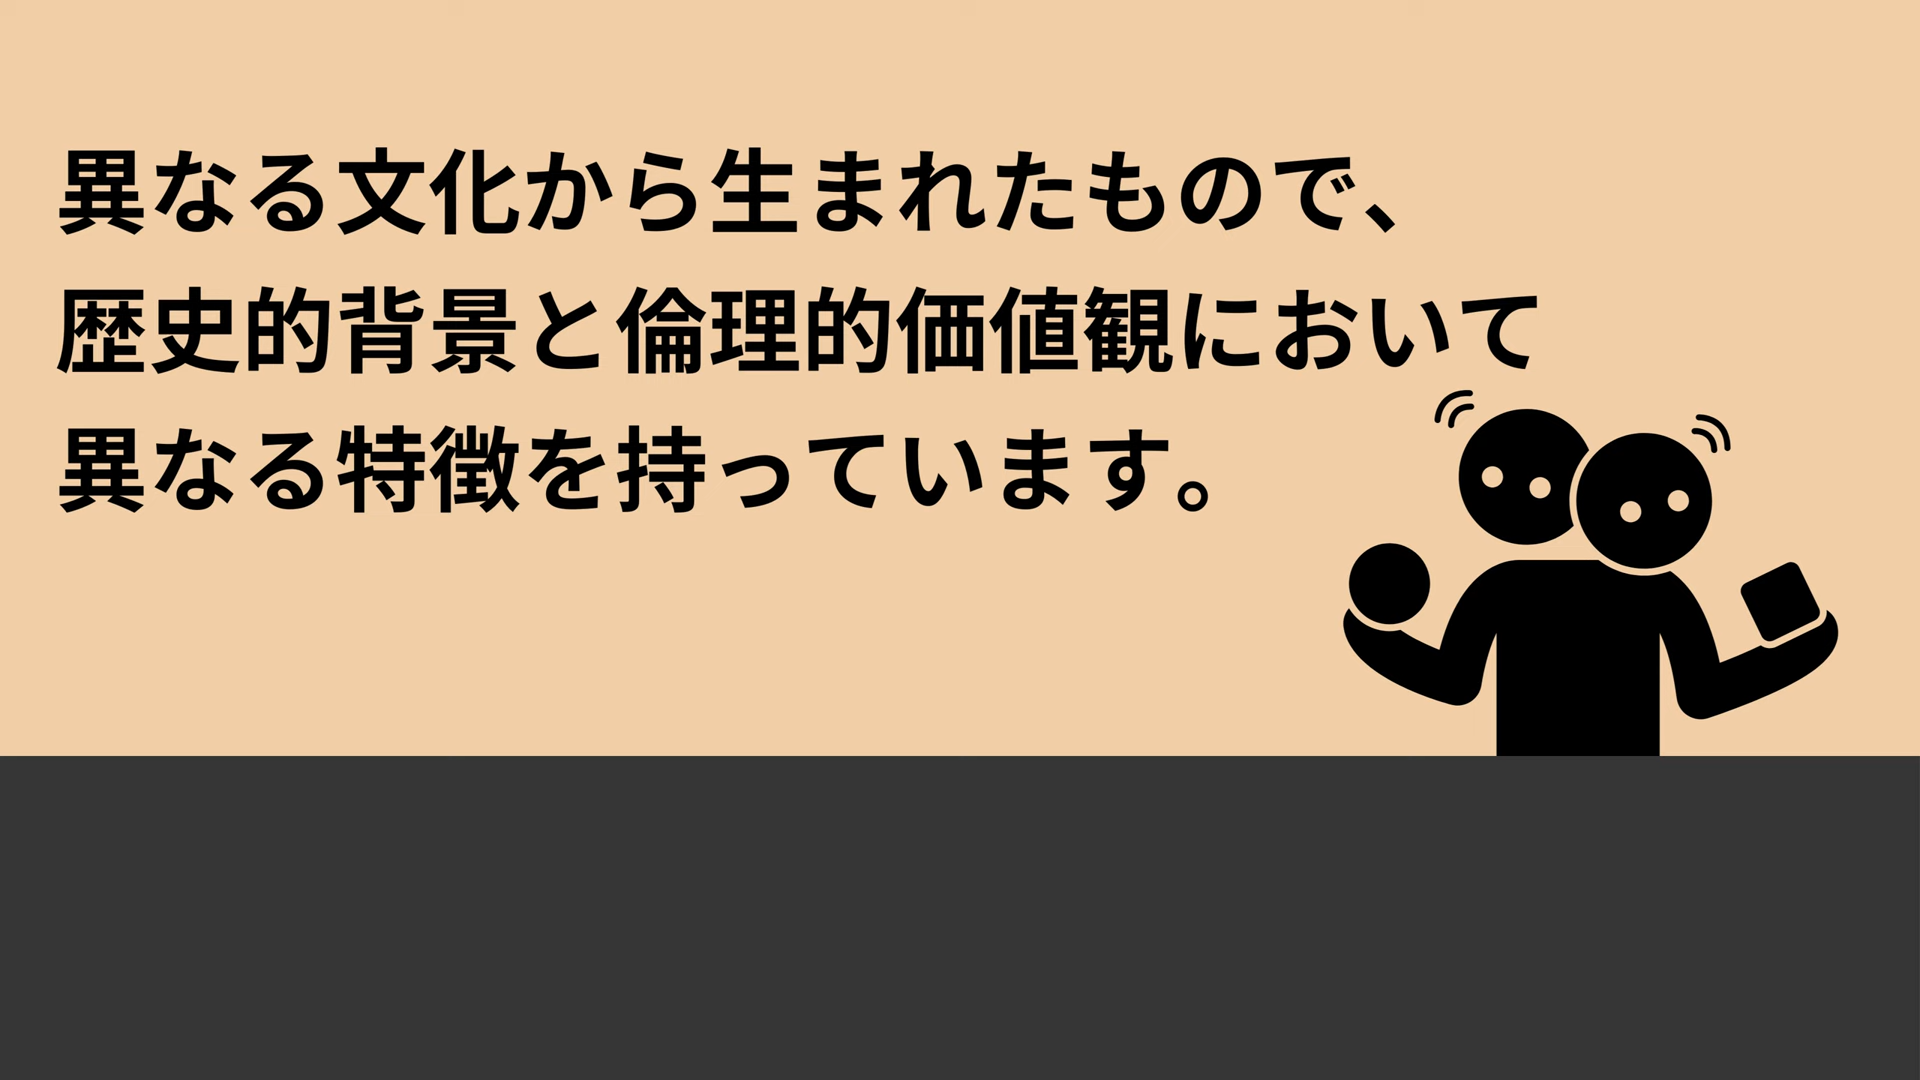 異なる文化から生まれたもので、
歴史的背景と倫理的価値観において
異なる特徴を持っています。